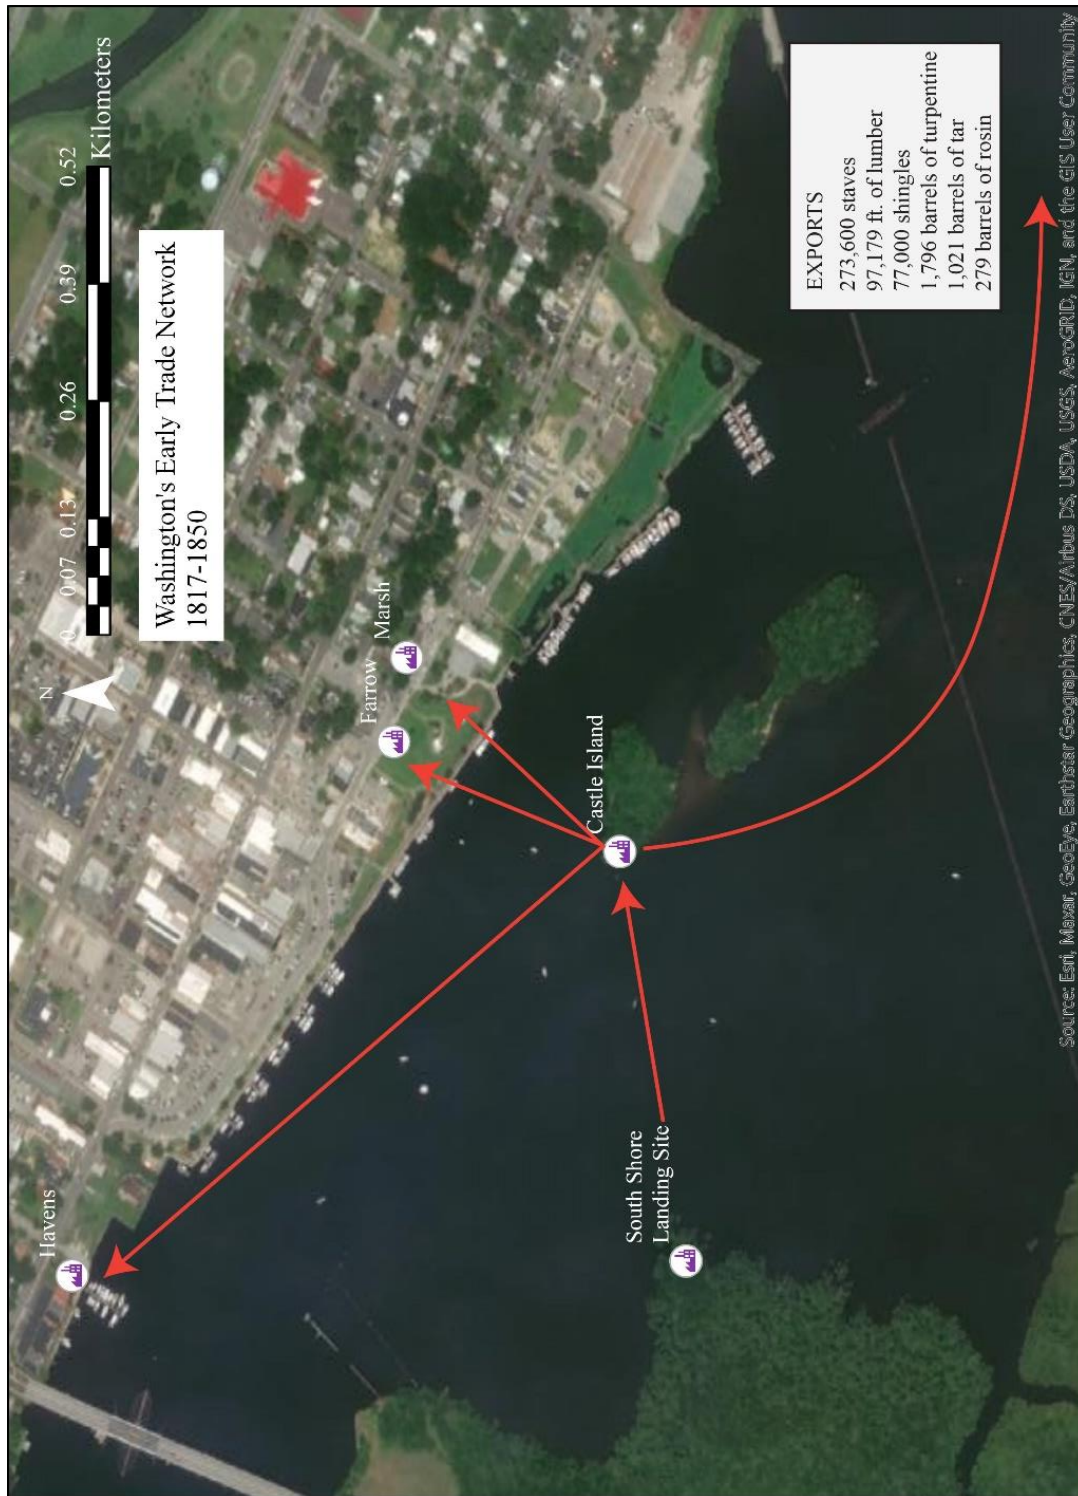 Havens
N
0 0.07 0.13 0.26 0.39 0.52
Kilometers
Washington's Early Trade Network
1817-1850
Farrow
Marsh
Castle Island
South Shore
Landing Site
EXPORTS
273,600 staves
97,179 ft. of lumber
77,000 shingles
1,796 barrels of turpentine
1,021 barrels of tar
279 barrels of rosin
Source: Esri, Maxar, GeoEye, Earthstar Geographics, CNES/Airbus DS, USDA, USGS, AeroGRID, IGN, and the GIS User Community